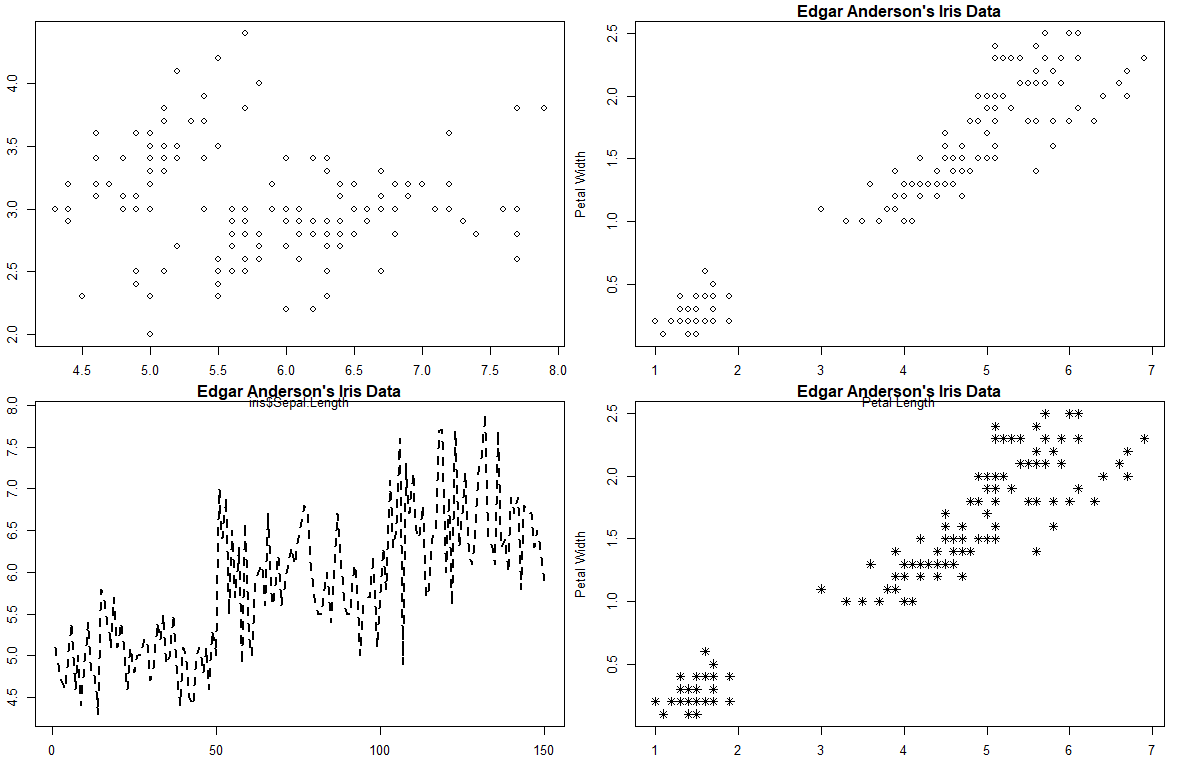 4.0
3.5
3.0
2.5
2.0
4.5 5.0 5.5 6.0 6.5 7.0 7.5 8.0
iris$Sepal.Length
Edgar Anderson's Iris Data
Petal Width
2.5
2.0
1.5
1.0
0.5
1 2 3 4 5 6 7
Petal Length
Edgar Anderson's Iris Data
8.0
7.5
7.0
6.5
6.0
5.5
5.0
4.5
0 50 100 150
Edgar Anderson's Iris Data
Petal Width
2.5
2.0
1.5
1.0
0.5
1 2 3 4 5 6 7